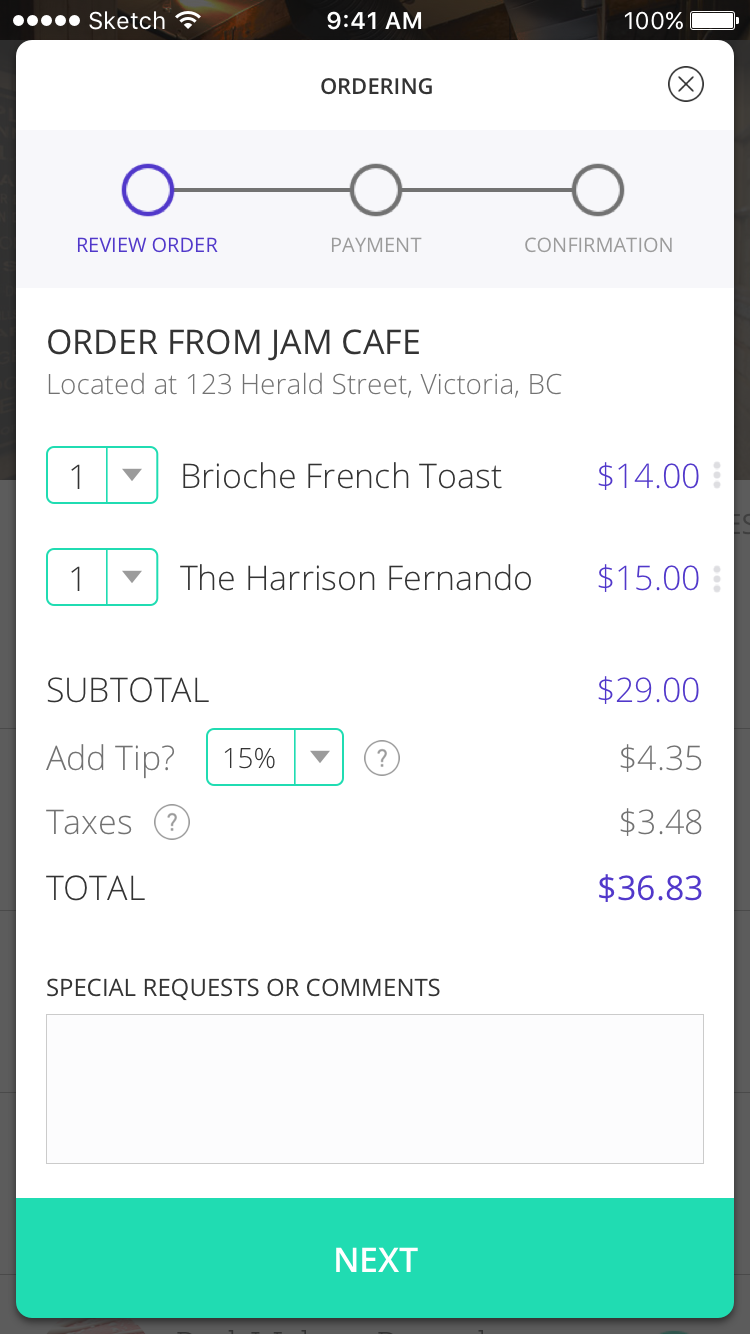 Sketch 9:41 AM 100%
ORDERING
REVIEW ORDER PAYMENT CONFIRMATION
ORDER FROM JAM CAFE
Located at 123 Herald Street, Victoria, BC
1 Brioche French Toast $14.00
1 The Harrison Fernando $15.00
SUBTOTAL $29.00
Add Tip? 15% ? $4.35
Taxes ? $3.48
TOTAL $36.83
SPECIAL REQUESTS OR COMMENTS
NEXT